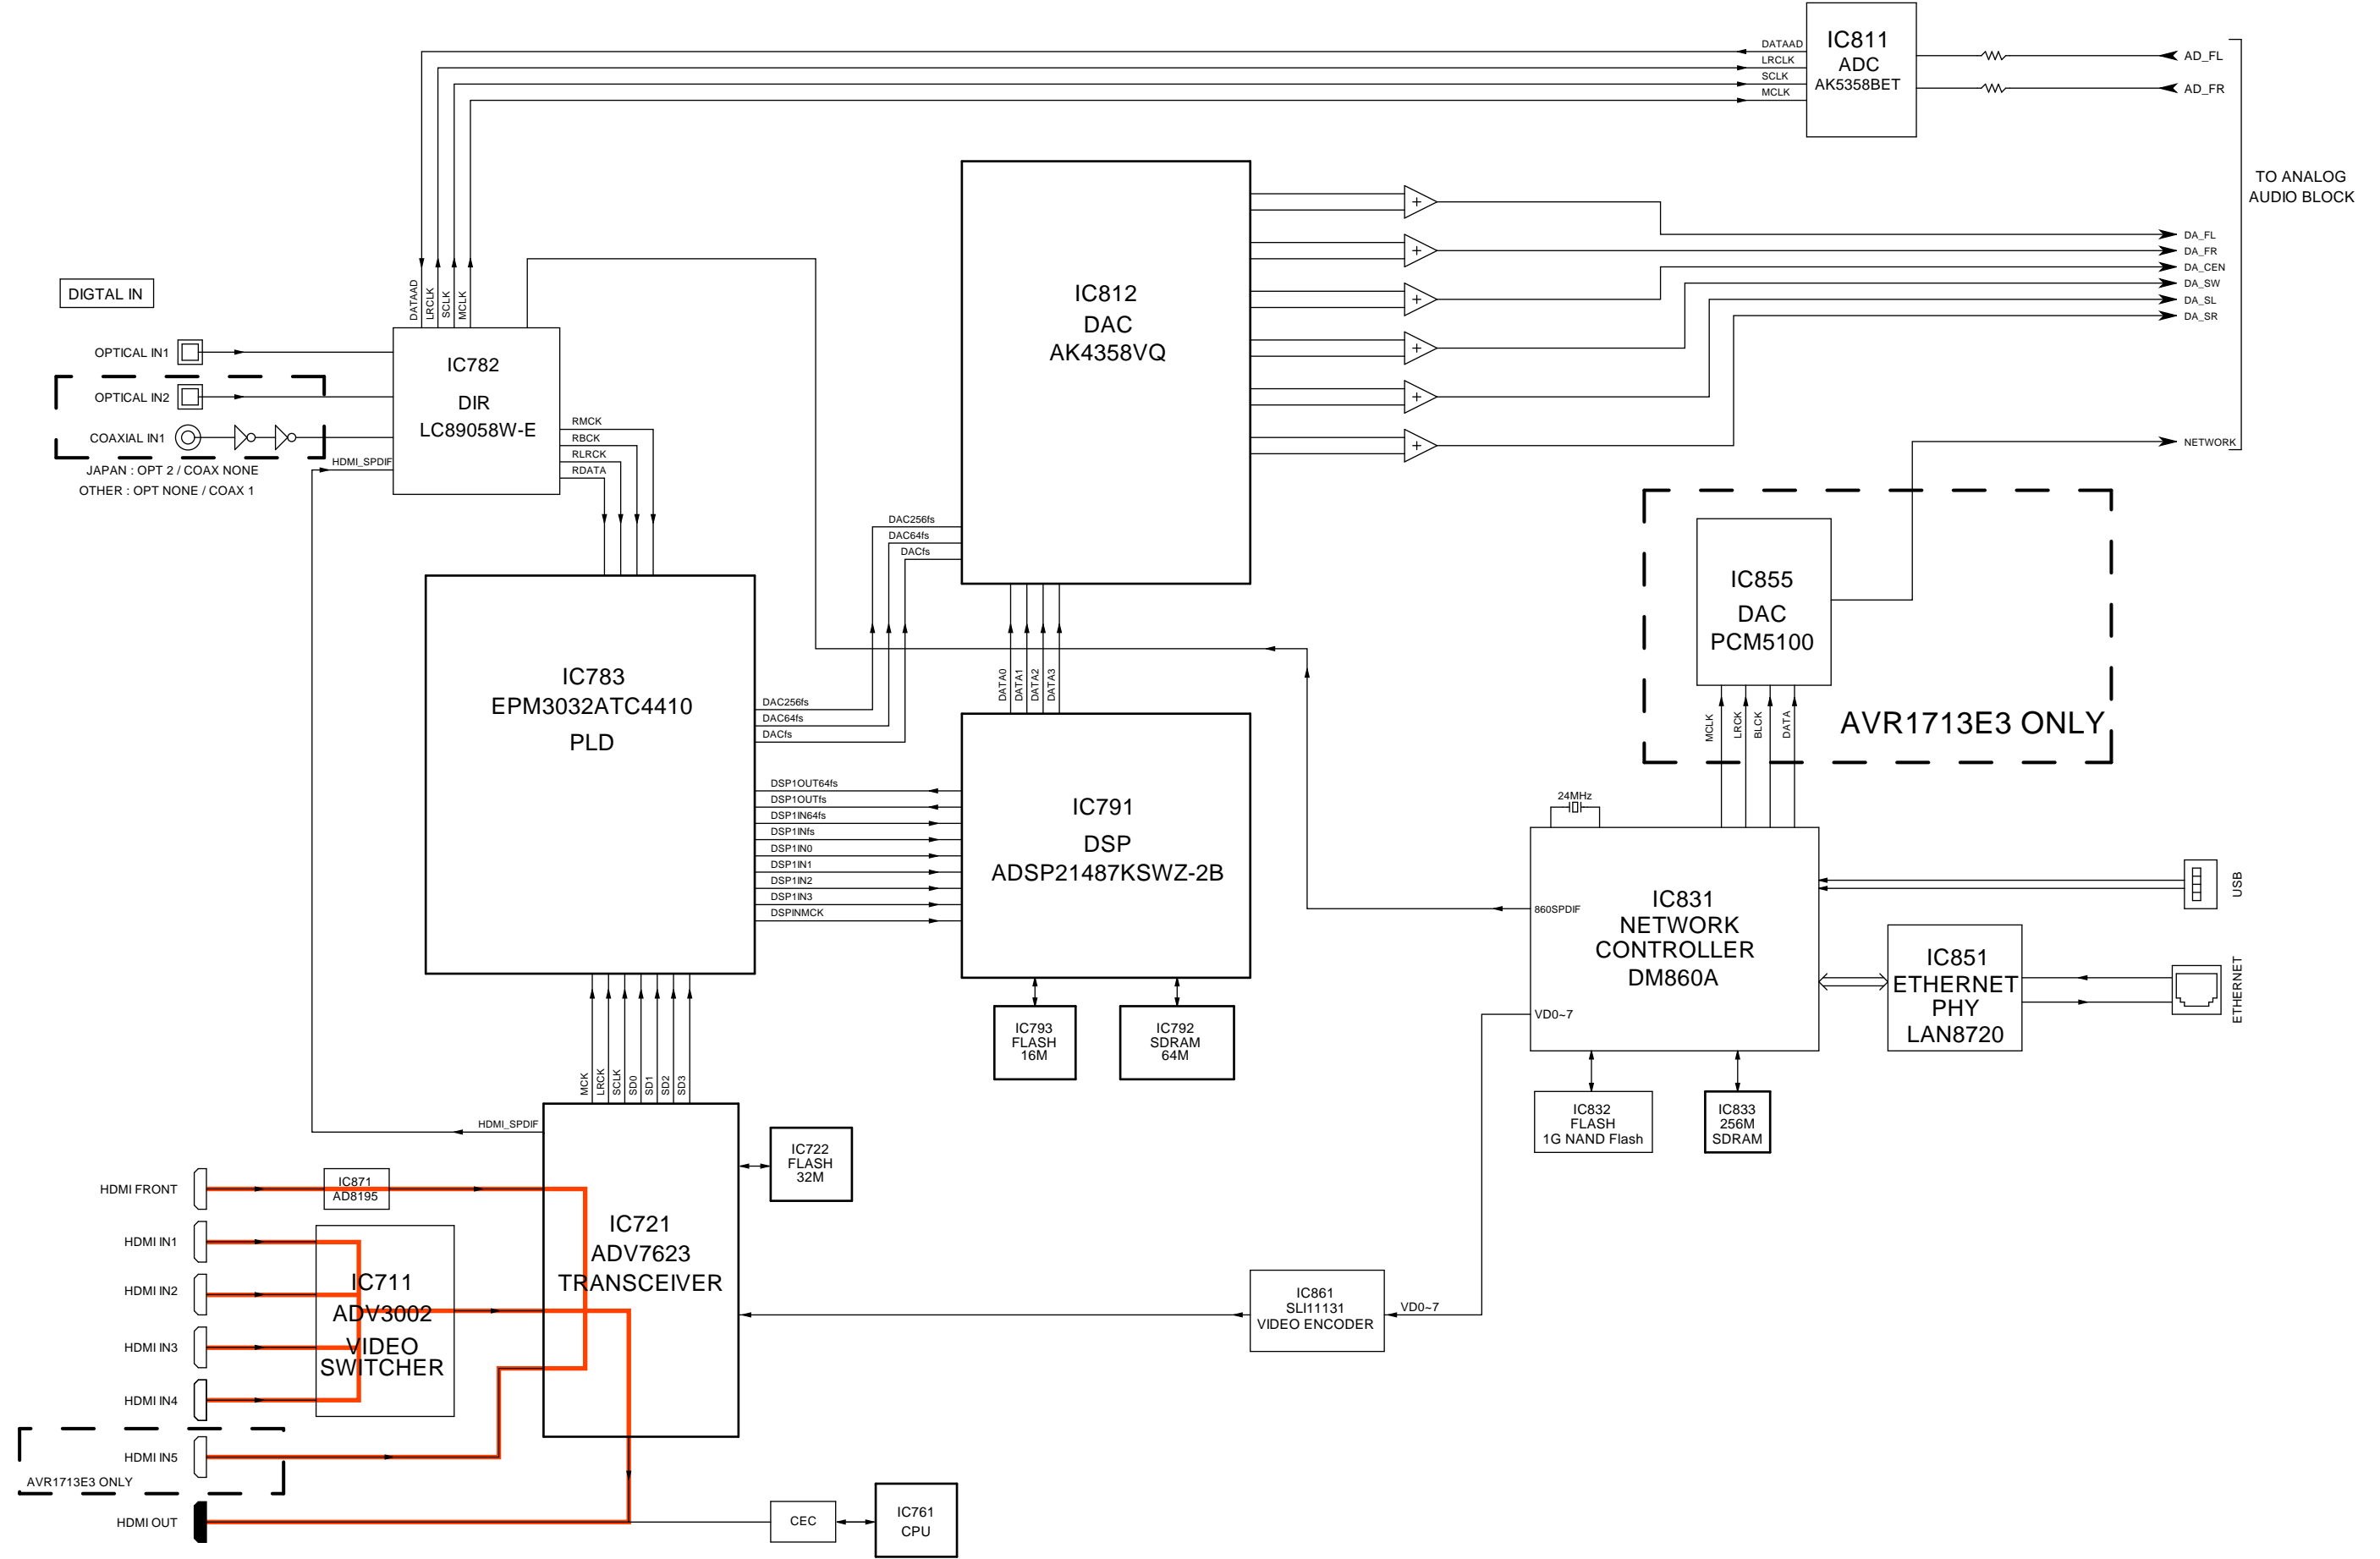 DATAAD
LRCLK
SCLK
MCLK
IC811
ADC
AK5358BET
AD_FL
AD_FR
TO ANALOG
AUDIO BLOCK
DA_FL
DA_FR
DA_CEN
DA_SW
DA_SL
DA_SR
NETWORK
IC812
DAC
AK4358VQ
+
+
+
+
+
+
DIGTAL IN
DATAAD
LRCLK
SCLK
MCLK
OPTICAL IN1
OPTICAL IN2
COAXIAL IN1
JAPAN : OPT 2 / COAX NONE
OTHER : OPT NONE / COAX 1
HDMI_SPDIF
IC782
DIR
LC89058W-E
RMCK
RBCK
RLRCK
RDATA
DAC256fs
DAC64fs
DACfs
IC783
EPM3032ATC4410
PLD
DAC256fs
DAC64fs
DACfs
DATA0
DATA1
DATA2
DATA3
DSP1OUT64fs
DSP1OUTfs
DSP1IN64fs
DSP1INfs
DSP1IN0
DSP1IN1
DSP1IN2
DSP1IN3
DSPINMCK
IC791
DSP
ADSP21487KSWZ-2B
IC793
FLASH
16M
IC792
SDRAM
64M
IC855
DAC
PCM5100
AVR1713E3 ONLY
MCLK
LRCK
BLCK
DATA
24MHz
IC831
NETWORK
CONTROLLER
DM860A
860SPDIF
VD0~7
USB
IC851
ETHERNET
PHY
LAN8720
ETHERNET
IC832
FLASH
1G NAND Flash
IC833
256M
SDRAM
MCK
LRCK
SCLK
SD0
SD1
SD2
SD3
HDMI_SPDIF
IC722
FLASH
32M
IC721
ADV7623
TRANSCEIVER
HDMI FRONT
IC871
AD8195
HDMI IN1
HDMI IN2
HDMI IN3
HDMI IN4
IC711
ADV3002
VIDEO
SWITCHER
HDMI IN5
AVR1713E3 ONLY
HDMI OUT
IC861
SLI11131
VIDEO ENCODER
VD0~7
CEC
IC761
CPU